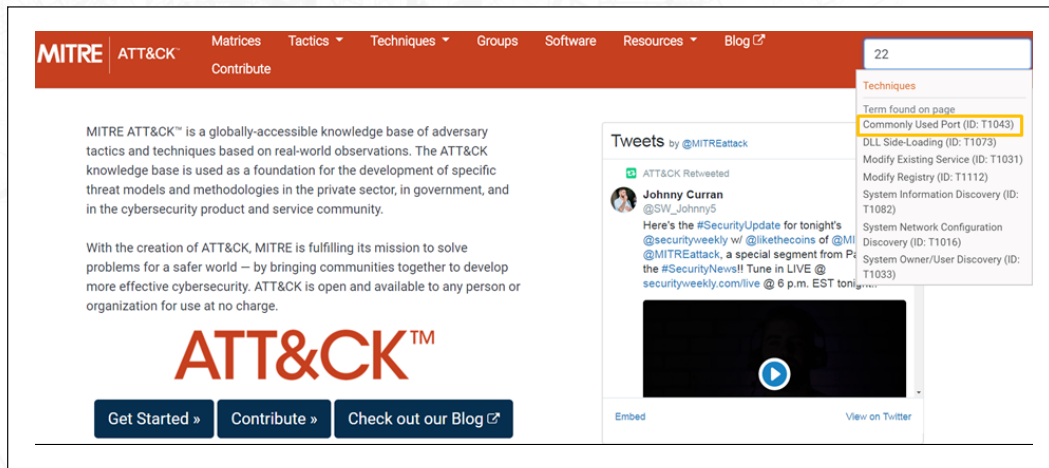 MITRE ATT&CK™
Matrices Tactics Techniques Groups Software Resources Blog
Contribute
22
Techniques
Term found on page
Commonly Used Port (ID: T1043)
DLL Side-Loading (ID: T1073)
Modify Existing Service (ID: T1031)
Modify Registry (ID: T1112)
System Information Discovery (ID:
T1082)
System Network Configuration
Discovery (ID: T1016)
System Owner/User Discovery (ID:
T1033)
MITRE ATT&CK™ is a globally-accessible knowledge base of adversary
tactics and techniques based on real-world observations. The ATT&CK
knowledge base is used as a foundation for the development of specific
threat models and methodologies in the private sector, in government, and
in the cybersecurity product and service community.
With the creation of ATT&CK, MITRE is fulfilling its mission to solve
problems for a safer world — by bringing communities together to develop
more effective cybersecurity. ATT&CK is open and available to any person or
organization for use at no charge.
ATT&CK™
Get Started » Contribute » Check out our Blog
Tweets by @MITREattack
ATT&CK Retweeted
Johnny Curran
@SW_Johnny5
Here's the #SecurityUpdate for tonight's
@securityweekly w/ @likethecoins of @MI
@MITREattack, a special segment from Pa
the #SecurityNews!! Tune in LIVE @
securityweekly.com/live @ 6 p.m. EST
Embed View on Twitter